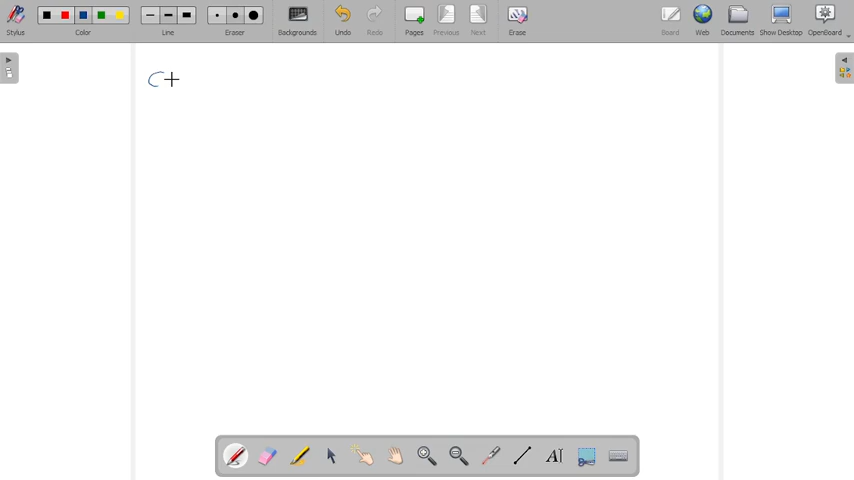 Stylus Color Line Eraser Backgrounds Undo Redo Pages Previous Next Erase Board Web Documents Show Desktop OpenBoard
C